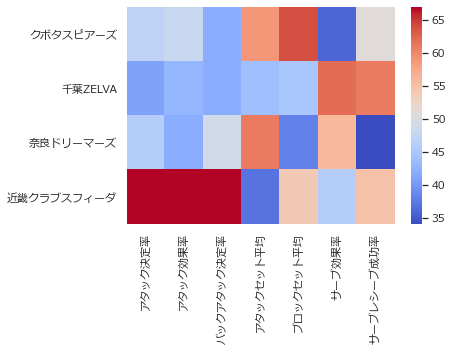 クボタスピアーズ
千葉ZELVA
奈良ドリーマーズ
近畿クラブスフィーダ
アタック決定率
アタック効果率
バックアタック決定率
アタックセット平均
ブロックセット平均
サーブ効果率
サーブレシーブ成功率
65
60
55
50
45
40
35